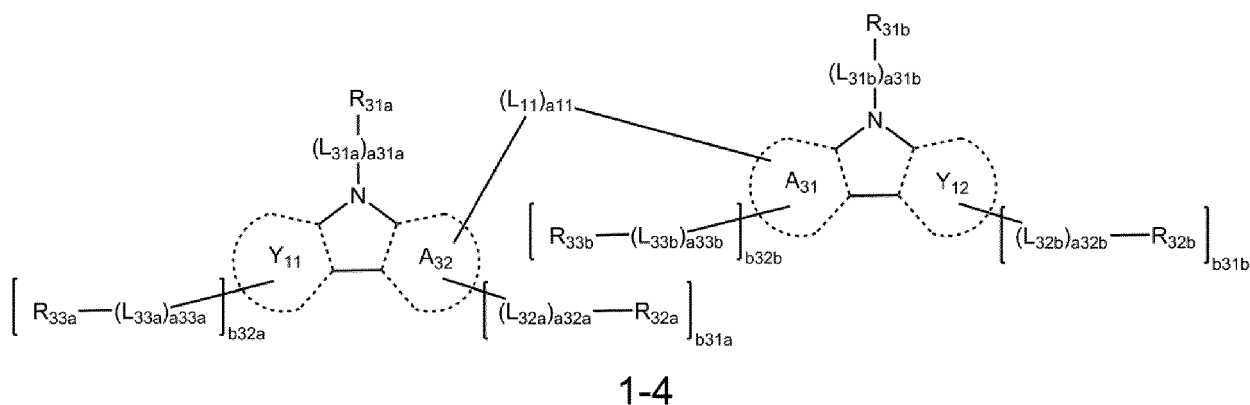 R31b
(L31b)a31b
R31a
(L11)a11
N
(L31a)a31a
A31
Y12
N
R33b—(L33b)a33b
b32b
(L32b)a32b—R32b
b31b
Y11
A32
R33a—(L33a)a33a
b32a
(L32a)a32a—R32a
b31a
1-4